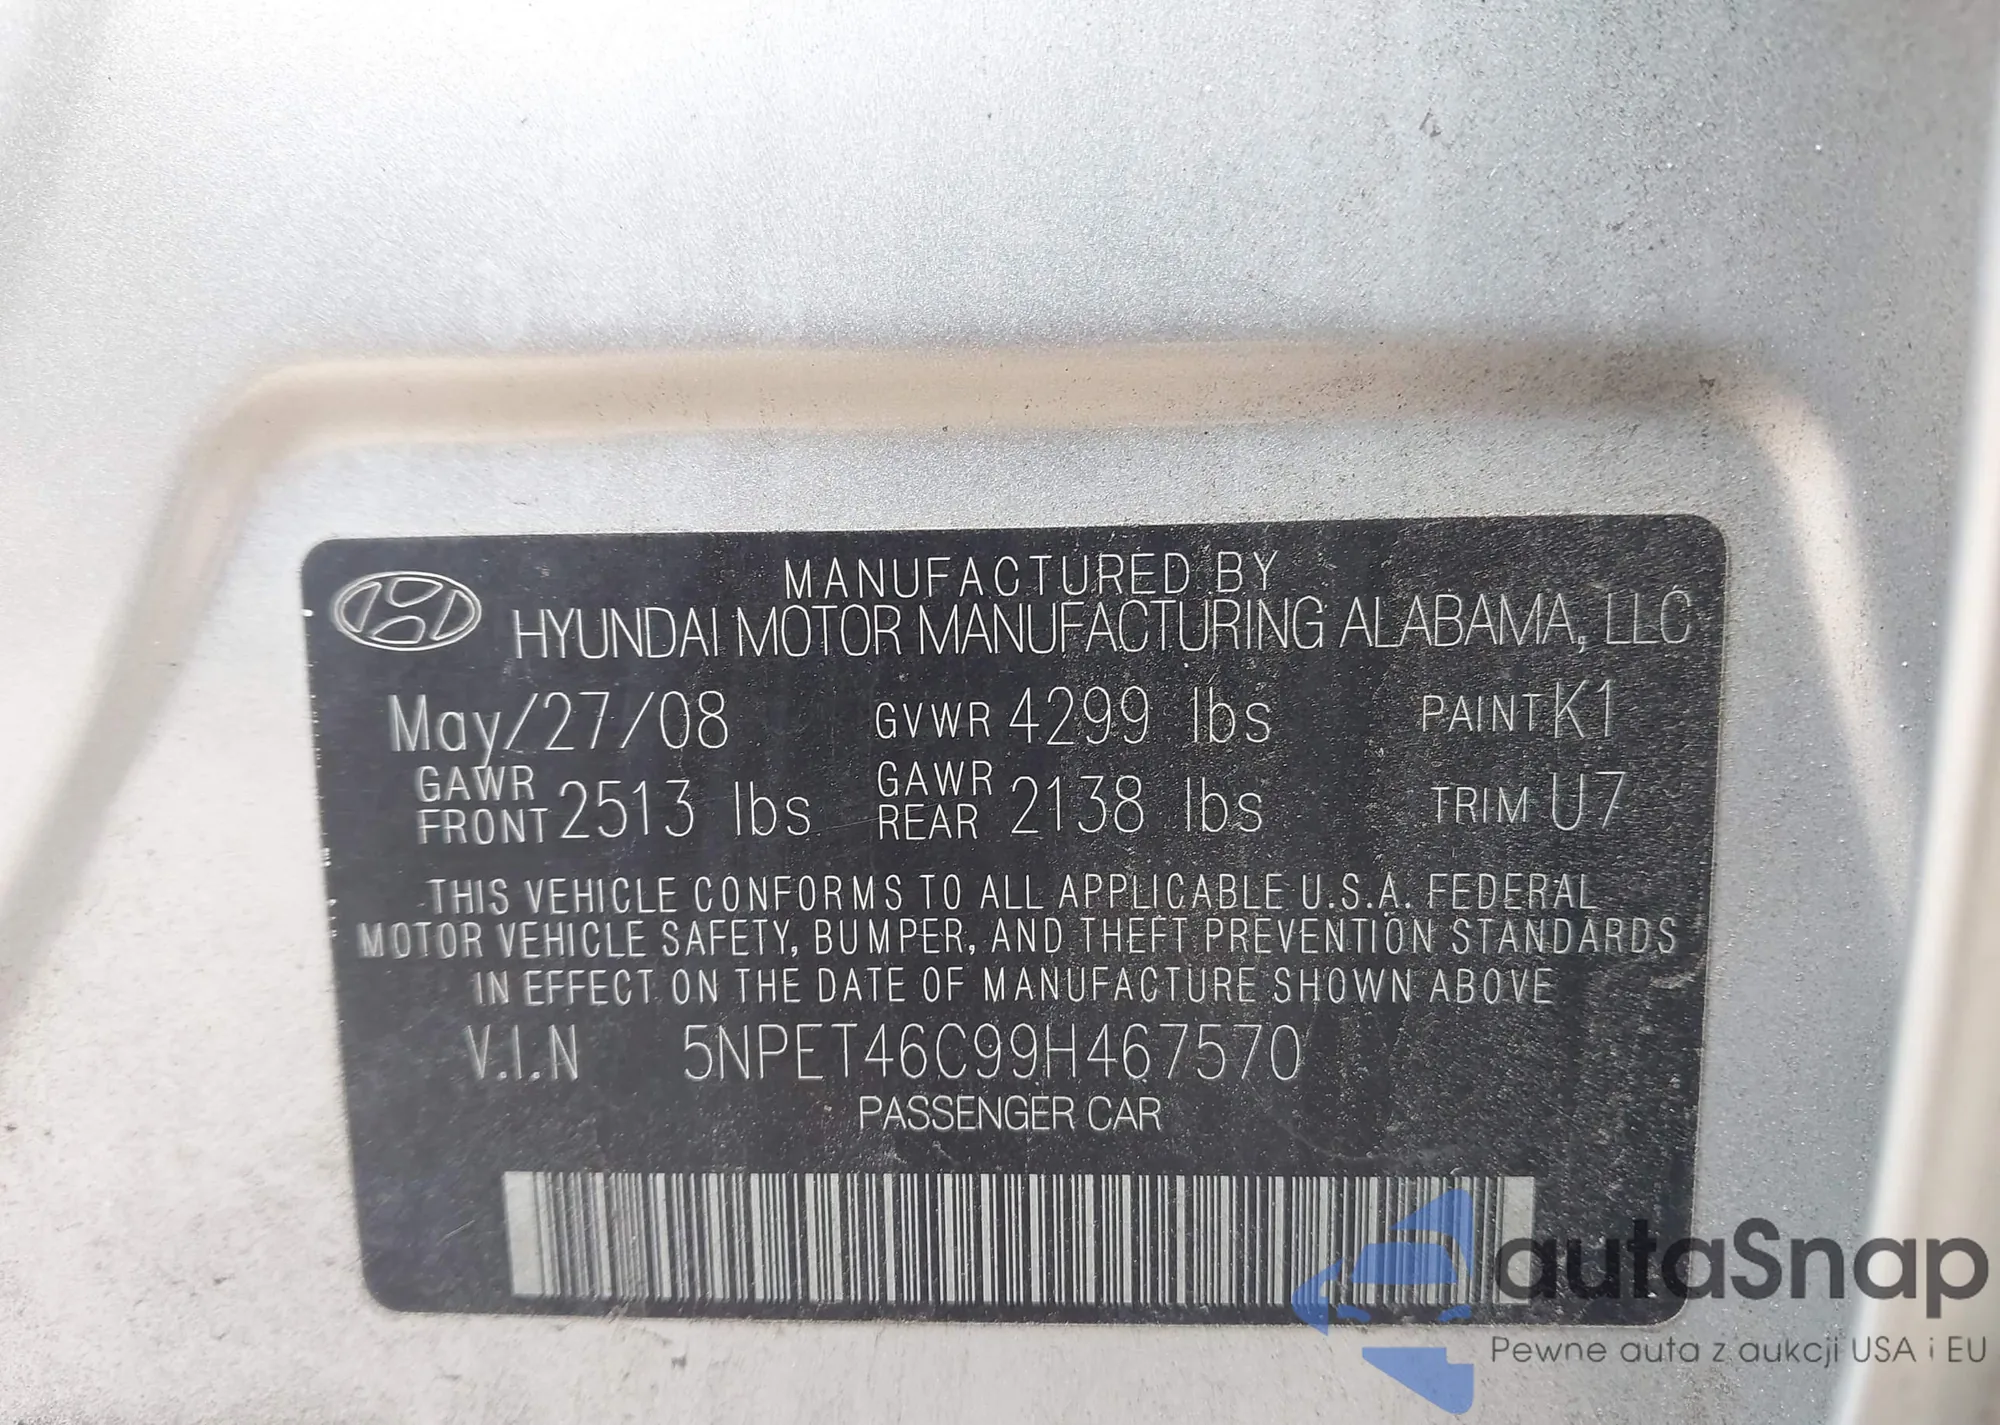 MANUFACTURED BY
HYUNDAI MOTOR MANUFACTURING ALABAMA, LLC
May/27/08 GVWR 4299 lbs PAINT K1
GAWR FRONT 2513 lbs GAWR REAR 2138 lbs TRIM U7
THIS VEHICLE CONFORMS TO ALL APPLICABLE U.S.A. FEDERAL
MOTOR VEHICLE SAFETY, BUMPER, AND THEFT PREVENTION STANDARDS
IN EFFECT ON THE DATE OF MANUFACTURE SHOWN ABOVE
V.I.N 5NPET46C99H467570
PASSENGER CAR
autaSnap
Pewne auta z aukcji USA i EU